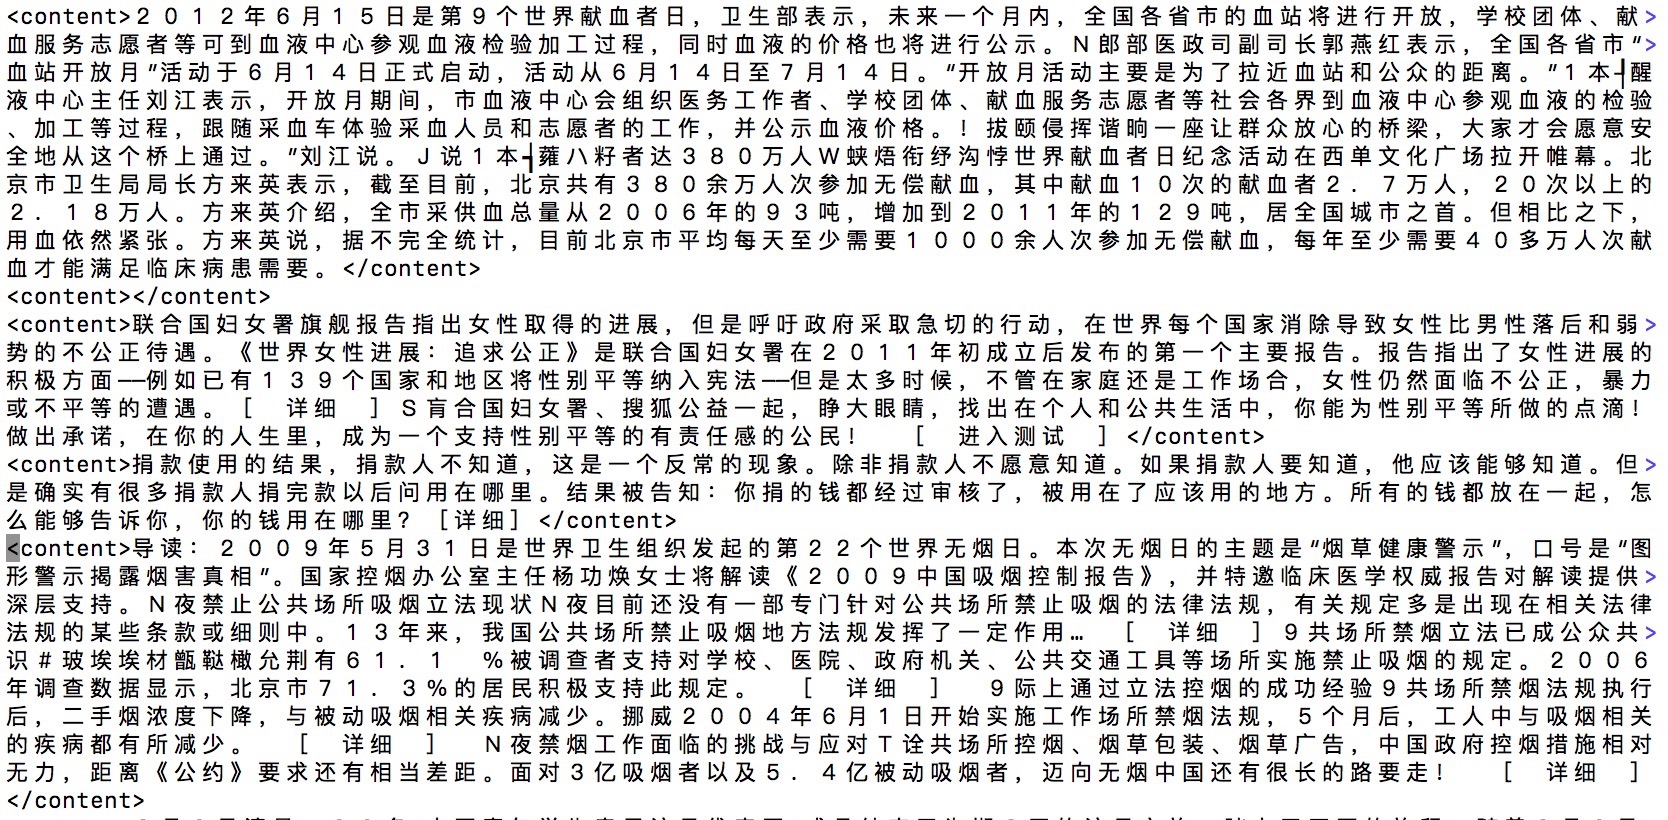 <content>2012年6月15日是第9个世界献血者日，卫生部表示，未来一个月内，全国各省市的血站将进行开放，学校团体、献>
血服务志愿者等可到血液中心参观血液检验加工过程，同时血液的价格也将进行公示。N郎部医政司副司长郭燕红表示，全国各省市“>
血站开放月”活动于6月14日正式启动，活动从6月14日至7月14日。“开放月活动主要是为了拉近血站和公众的距离。”1本┥醒
液中心主任刘江表示，开放月期间，市血液中心会组织医务工作者、学校团体、献血服务志愿者等社会各界到血液中心参观血液的检验
、加工等过程，跟随采血车体验采血人员和志愿者的工作，并公示血液价格。！拔颐侵挥谐晌一座让群众放心的桥梁，大家才会愿意安
全地从这个桥上通过。”刘江说。J说1本┧雍ハ籽者达380万人W蛱焐衔纾沟悖世界献血者日纪念活动在西单文化广场拉开帷幕。北
京市卫生局局长方来英表示，截至目前，北京共有380余万人次参加无偿献血，其中献血10次的献血者2.7万人，20次以上的
2.18万人。方来英介绍，全市采供血总量从2006年的93吨，增加到2011年的129吨，居全国城市之首。但相比之下，
用血依然紧张。方来英说，据不完全统计，目前北京市平均每天至少需要1000余人次参加无偿献血，每年至少需要40多万人次献
血才能满足临床病患需要。</content>
<content></content>
<content>联合国妇女署旗舰报告指出女性取得的进展，但是呼吁政府采取急切的行动，在世界每个国家消除导致女性比男性落后和弱>
势的不公正待遇。《世界女性进展：追求公正》是联合国妇女署在2011年初成立后发布的第一个主要报告。报告指出了女性进展的
积极方面——例如已有139个国家和地区将性别平等纳入宪法——但是太多时候，不管在家庭还是工作场合，女性仍然面临不公正，暴力
或不平等的遭遇。[ 详细 ]S肓合国妇女署、搜狐公益一起，睁大眼睛，找出在个人和公共生活中，你能为性别平等所做的点滴！
做出承诺，在你的人生里，成为一个支持性别平等的有责任感的公民！ [ 进入测试 ]</content>
<content>捐款使用的结果，捐款人不知道，这是一个反常的现象。除非捐款人不愿意知道。如果捐款人要知道，他应该能够知道。但>
是确实有很多捐款人捐完款以后问用在哪里。结果被告知：你捐的钱都经过审核了，被用在了应该用的地方。所有的钱都放在一起，怎
么能够告诉你，你的钱用在哪里？[详细]</content>
<content>导读：2009年5月31日是世界卫生组织发起的第22个世界无烟日。本次无烟日的主题是“烟草健康警示”，口号是“图
形警示揭露烟害真相”。国家控烟办公室主任杨功焕女士将解读《2009中国吸烟控制报告》，并特邀临床医学权威报告对解读提供>
深层支持。N夜禁止公共场所吸烟立法现状N夜目前还没有一部专门针对公共场所禁止吸烟的法律法规，有关规定多是出现在相关法律
法规的某些条款或细则中。13年来，我国公共场所禁止吸烟地方法规发挥了一定作用… [ 详细 ]9共场所禁烟立法已成公众共>
识#玻埃埃材甑鞑橄允荆有61.1 %被调查者支持对学校、医院、政府机关、公共交通工具等场所实施禁止吸烟的规定。2006
年调查数据显示，北京市71.3%的居民积极支持此规定。 [ 详细 ] 9际上通过立法控烟的成功经验9共场所禁烟法规执行
后，二手烟浓度下降，与被动吸烟相关疾病减少。挪威2004年6月1日开始实施工作场所禁烟法规，5个月后，工人中与吸烟相关
的疾病都有所减少。 [ 详细 ] N夜禁烟工作面临的挑战与应对T诠共场所控烟、烟草包装、烟草广告，中国政府控烟措施相对
无力，距离《公约》要求还有相当差距。面对3亿吸烟者以及5.4亿被动吸烟者，迈向无烟中国还有很长的路要走！ [ 详细 ]
</content>